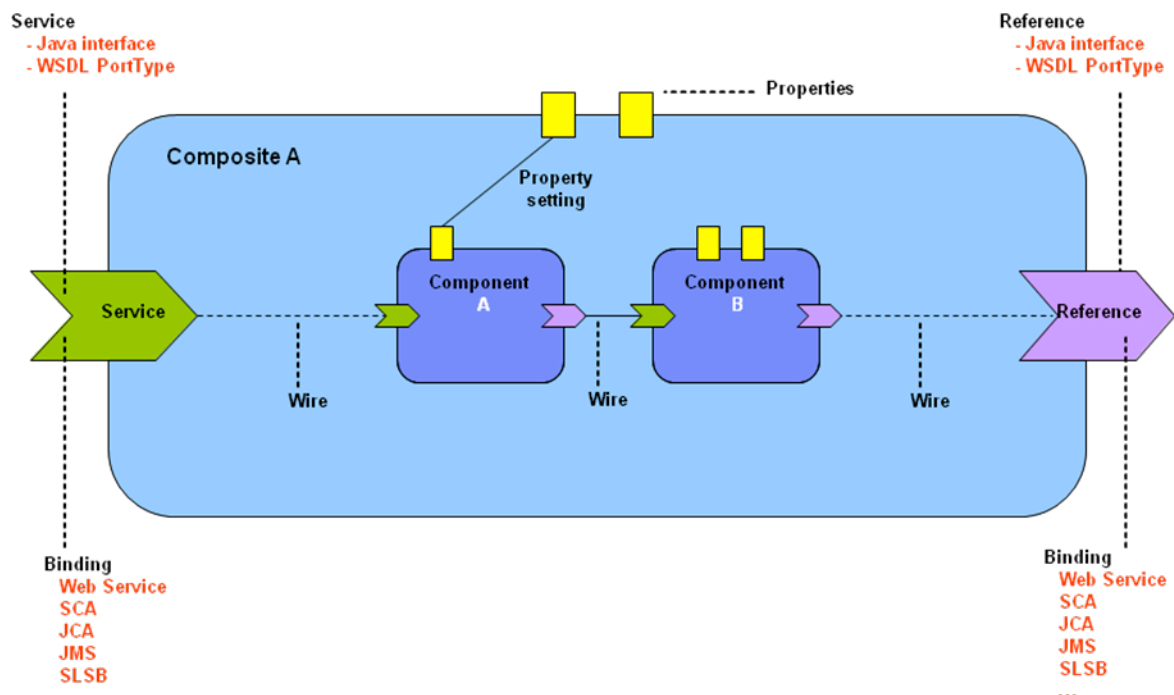 Service
- Java interface
- WSDL PortType
Reference
- Java interface
- WSDL PortType
Properties
Composite A
Property
setting
Component
A
Component
B
Service
Reference
Wire
Wire
Wire
Binding
Web Service
SCA
JCA
JMS
SLSB
Binding
Web Service
SCA
JCA
JMS
SLSB